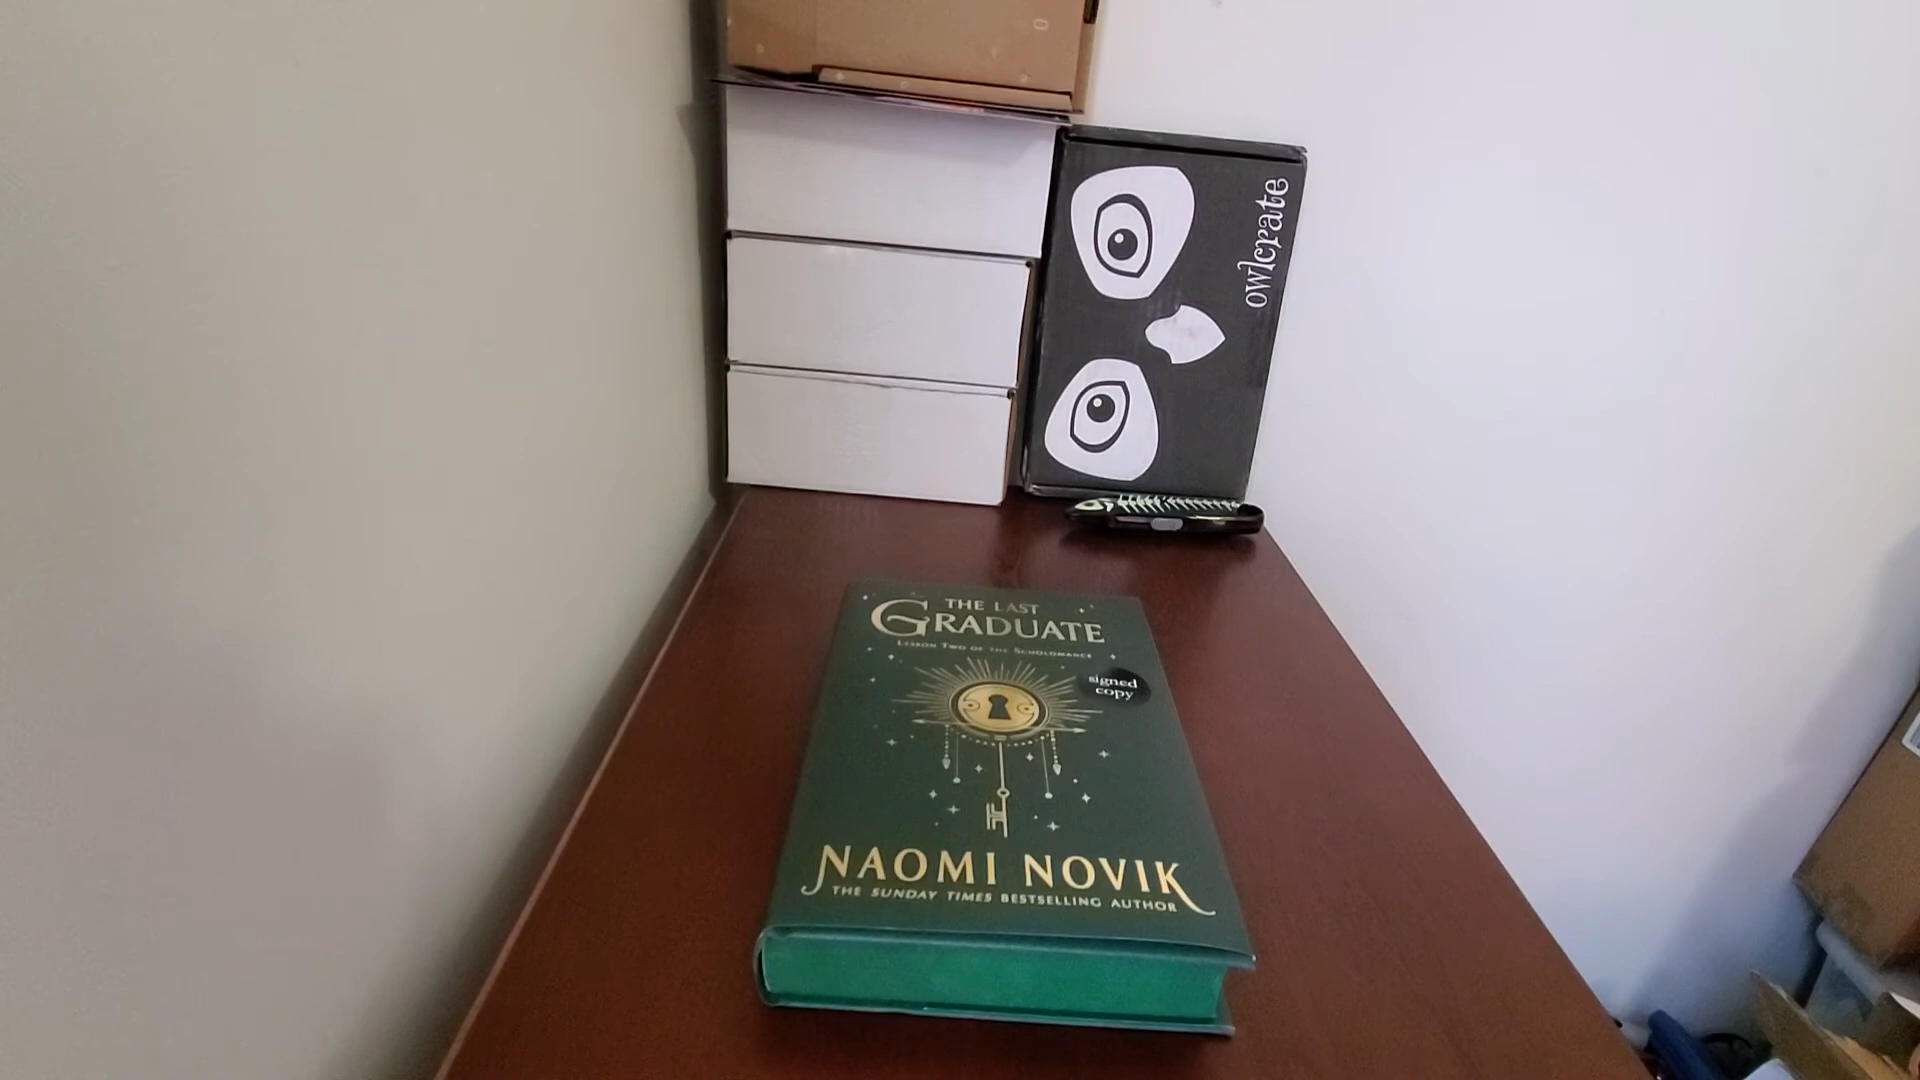 owlcrate
THE LAST
GRADUATE
LESSON TWO OF THE SCHOLOMANCE
signed
copy
NAOMI NOVIK
THE SUNDAY TIMES BESTSELLING AUTHOR